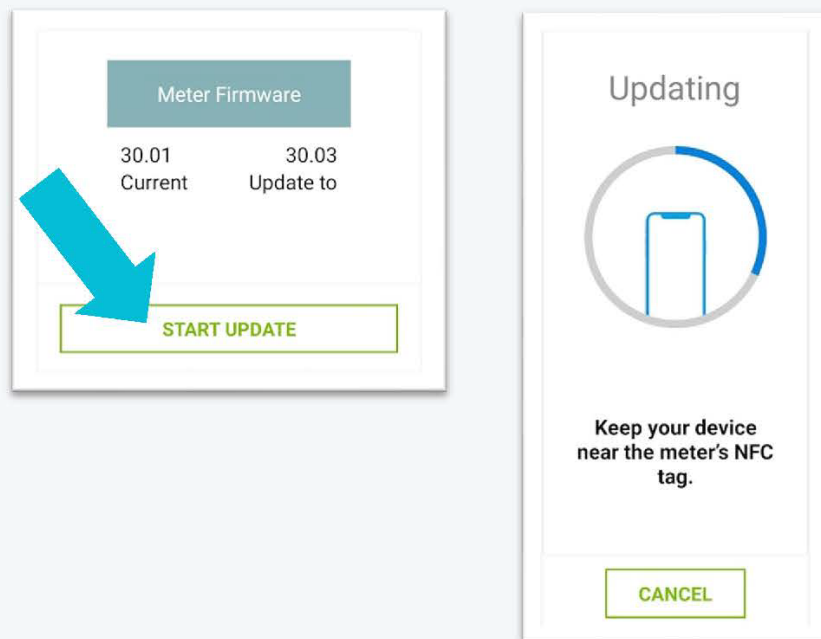 Meter Firmware
30.01 30.03
Current Update to
START UPDATE
Updating
Keep your device
near the meter's NFC
tag.
CANCEL